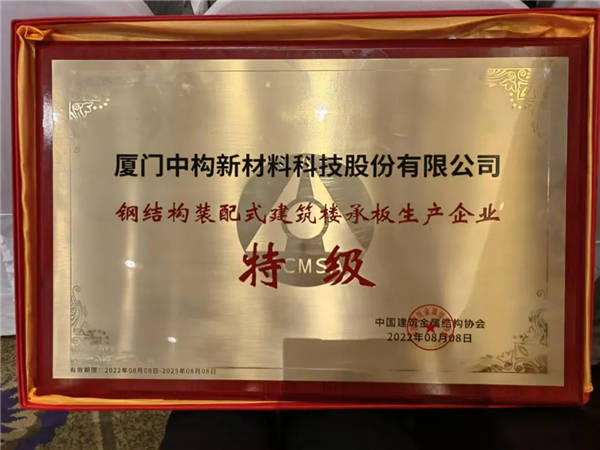 厦门中构新材料科技股份有限公司
钢结构装配式建筑楼承板生产企业
特级
CMS
中国建筑金属结构协会
2022年08月08日
有效期限：2022年08月08日-2025年08月08日